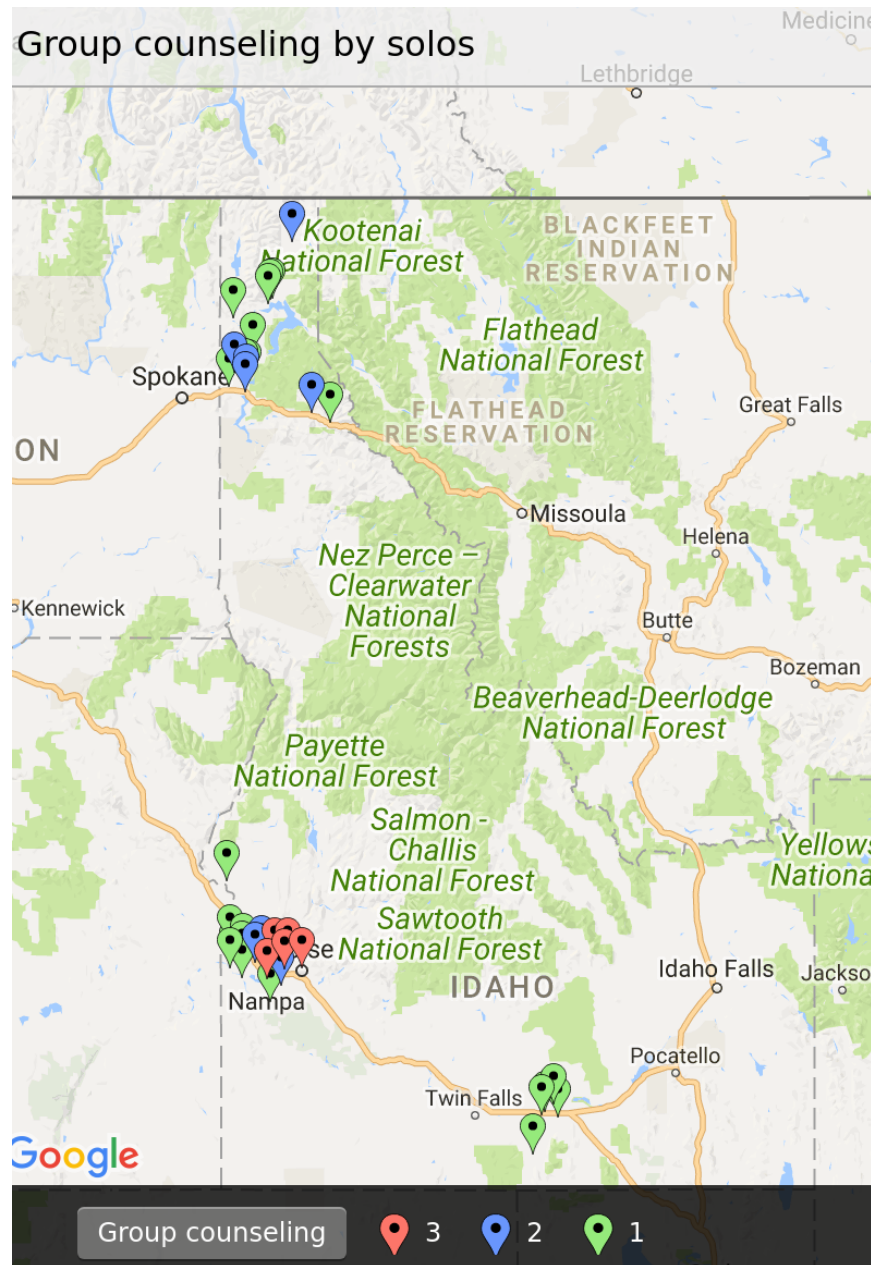 Medicine
Group counseling by solos
Lethbridge
Kootenai
National Forest
BLACKFEET
INDIAN
RESERVATION
Flathead
National Forest
Spokane
Great Falls
FLATHEAD
RESERVATION
ON
Missoula
Helena
Nez Perce –
Clearwater
National
Forests
Kennewick
Butte
Bozeman
Beaverhead-Deerlodge
National Forest
Payette
National Forest
Salmon -
Challis
National Forest
Yellows
Nationa
Sawtooth
National Forest
se
IDAHO
Idaho Falls
Jackso
Nampa
Pocatello
Twin Falls
Google
Group counseling 3 2 1